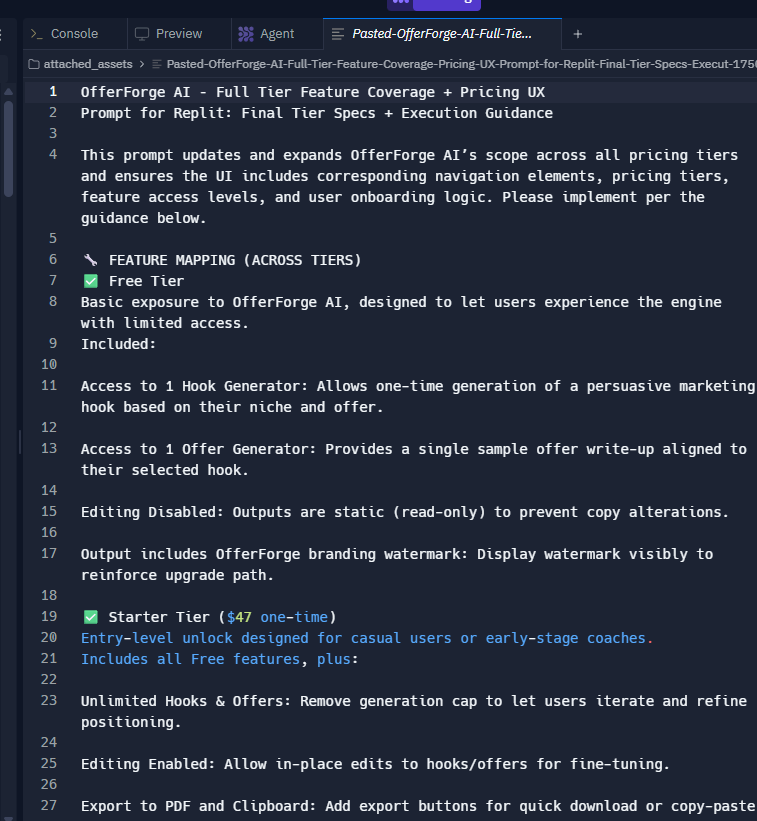 Console
Preview
Agent
Pasted-OfferForge-AI-Full-Tie...
attached_assets > Pasted-OfferForge-AI-Full-Tier-Feature-Coverage-Pricing-UX-Prompt-for-Replit-Final-Tier-Specs-Execut-1750
1 OfferForge AI - Full Tier Feature Coverage + Pricing UX
2 Prompt for Replit: Final Tier Specs + Execution Guidance
3
4 This prompt updates and expands OfferForge AI’s scope across all pricing tiers
and ensures the UI includes corresponding navigation elements, pricing tiers,
feature access levels, and user onboarding logic. Please implement per the
guidance below.
5
6 🔧 FEATURE MAPPING (ACROSS TIERS)
7 ✅ Free Tier
8 Basic exposure to OfferForge AI, designed to let users experience the engine
with limited access.
9 Included:
10
11 Access to 1 Hook Generator: Allows one-time generation of a persuasive marketing
hook based on their niche and offer.
12
13 Access to 1 Offer Generator: Provides a single sample offer write-up aligned to
their selected hook.
14
15 Editing Disabled: Outputs are static (read-only) to prevent copy alterations.
16
17 Output includes OfferForge branding watermark: Display watermark visibly to
reinforce upgrade path.
18
19 ✅ Starter Tier ($47 one-time)
20 Entry-level unlock designed for casual users or early-stage coaches.
21 Includes all Free features, plus:
22
23 Unlimited Hooks & Offers: Remove generation cap to let users iterate and refine
positioning.
24
25 Editing Enabled: Allow in-place edits to hooks/offers for fine-tuning.
26
27 Export to PDF and Clipboard: Add export buttons for quick download or copy-paste